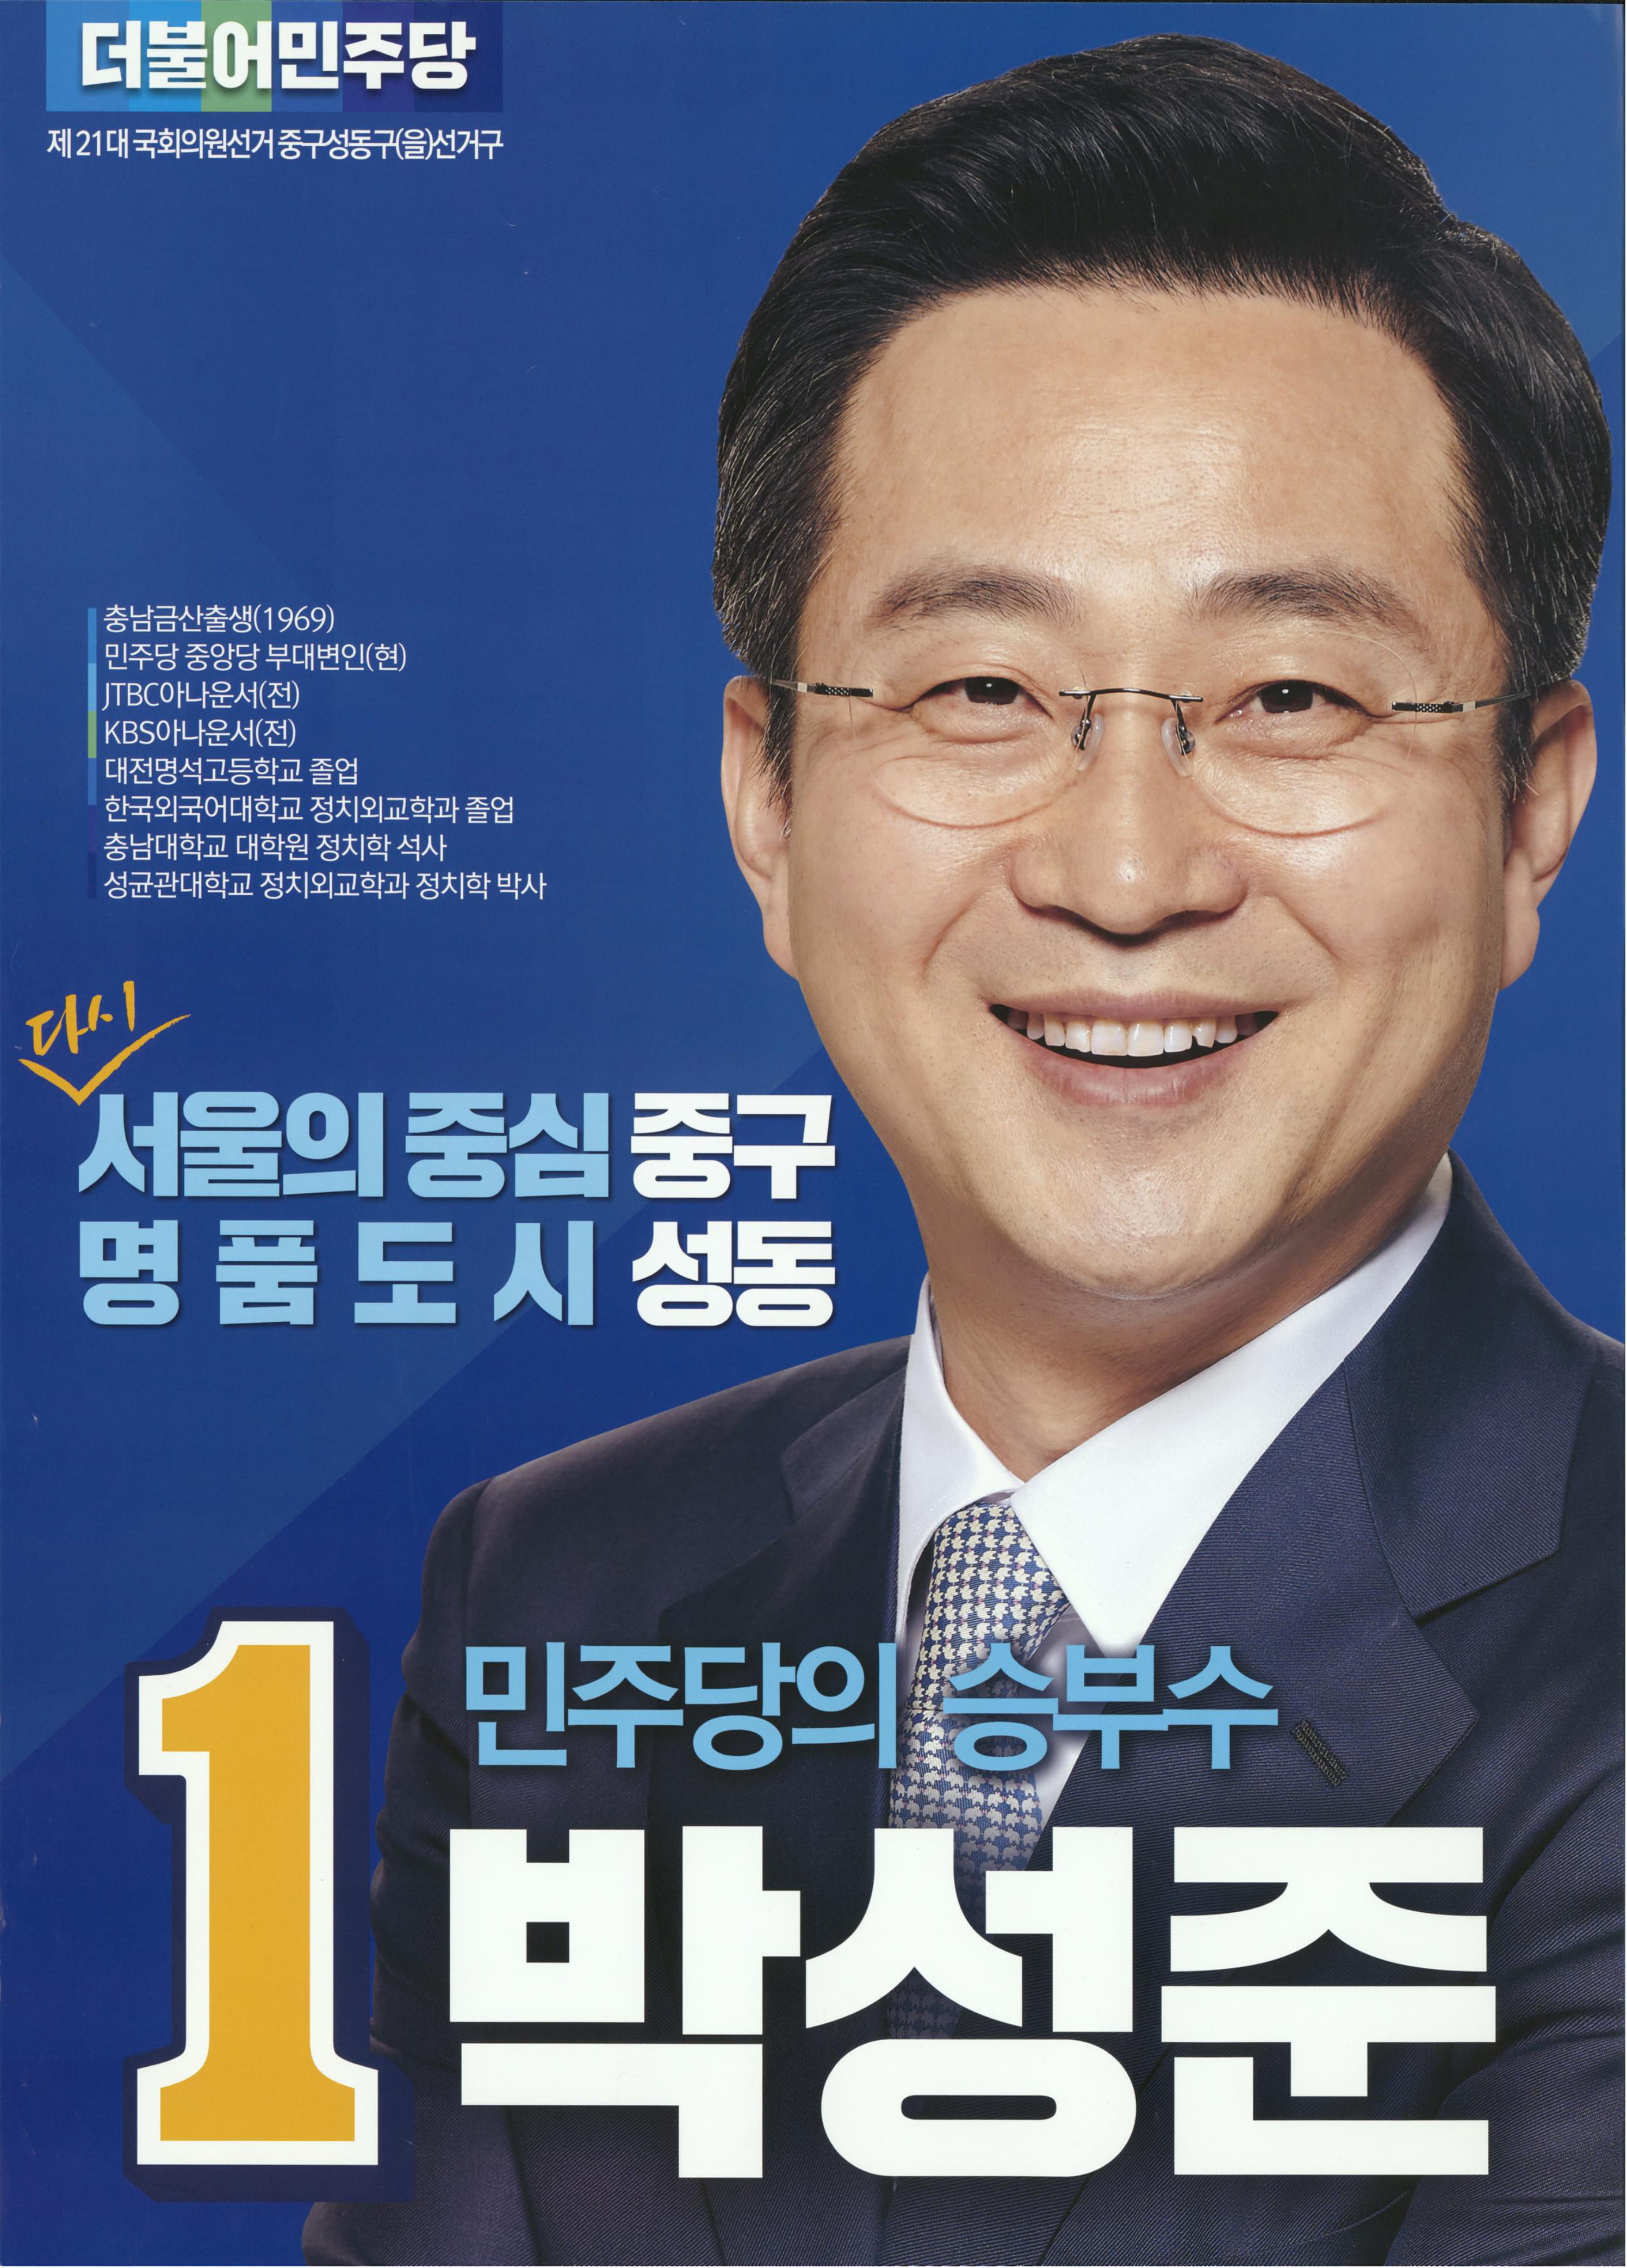 더불어민주당
제21대 국회의원선거 중구성동구(을)선거구
충남금산출생(1969)
민주당 중앙당 부대변인(현)
JTBC아나운서(전)
KBS아나운서(전)
대전명석고등학교 졸업
한국외국어대학교 정치외교학과 졸업
충남대학교 대학원 정치학 석사
성균관대학교 정치외교학과 정치학 박사
다시
서울의 중심 중구
명품도시 성동
1
민주당의 승부수
박성준